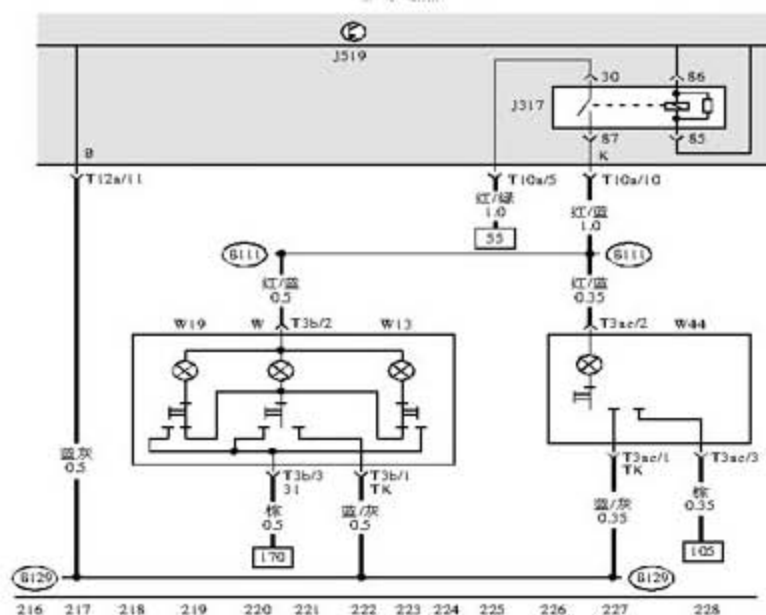 J519
30 86
J317
87 85
B K
T12a/11 T10a/5 T10a/10
红/绿 1.0
红/蓝 1.0
55
B111 B111
红/蓝 0.5
红/蓝 0.35
W19 W T3b/2 W13 T3ac/2 W44
蓝/灰 0.5
T3b/3 31
T3b/1 TK
T3ac/1 TK
T3ac/3
棕 0.5
蓝/灰 0.5
蓝/灰 0.35
棕 0.35
170 105
B129 B129
216 217 218 219 220 221 222 223 224 225 226 227 228